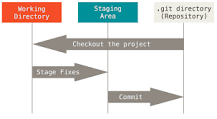 Working
Directory
Staging
Area
.git directory
(Repository)
Checkout the project
Stage Fixes
Commit